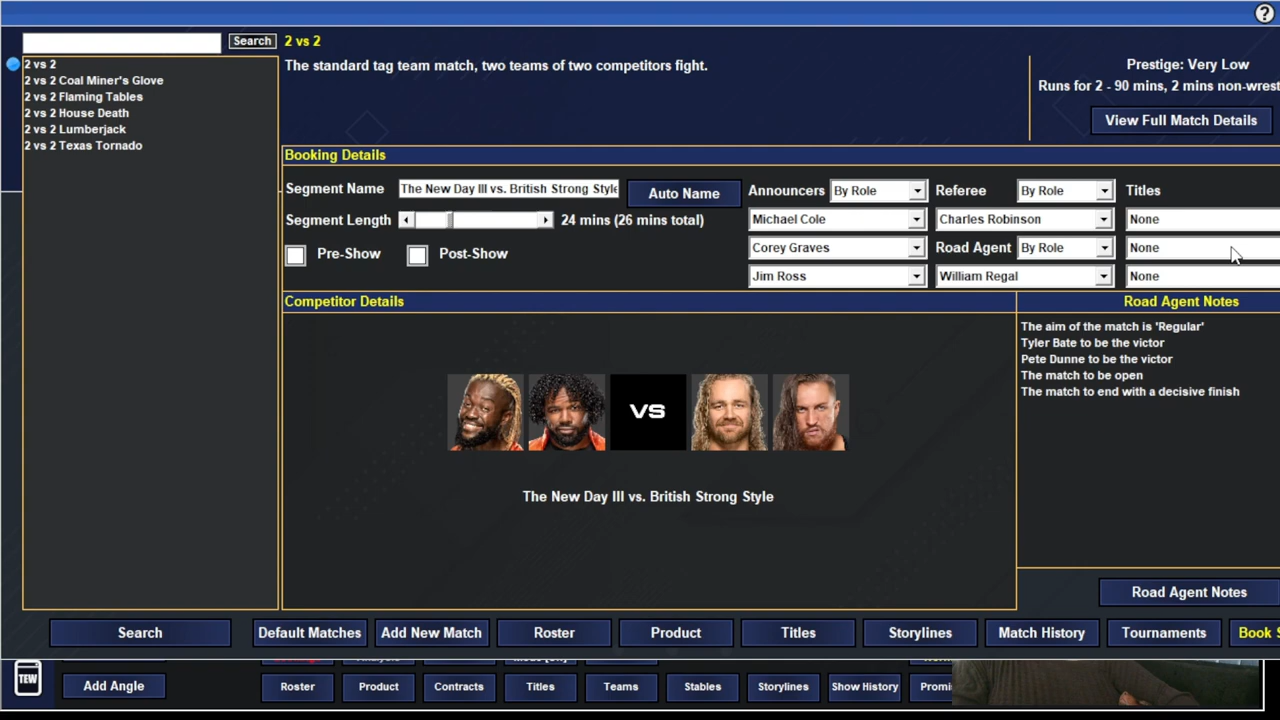 ?
Search
2 vs 2
2 vs 2
2 vs 2 Coal Miner's Glove
2 vs 2 Flaming Tables
2 vs 2 House Death
2 vs 2 Lumberjack
2 vs 2 Texas Tornado
The standard tag team match, two teams of two competitors fight.
Prestige: Very Low
Runs for 2 - 90 mins, 2 mins non-wrest
View Full Match Details
Booking Details
Segment Name The New Day III vs. British Strong Style Auto Name
Segment Length 24 mins (26 mins total)
Pre-Show Post-Show
Announcers By Role Referee By Role Titles
Michael Cole Charles Robinson None
Corey Graves Road Agent By Role None
Jim Ross William Regal None
Competitor Details
VS
The New Day III vs. British Strong Style
Road Agent Notes
The aim of the match is 'Regular'
Tyler Bate to be the victor
Pete Dunne to be the victor
The match to be open
The match to end with a decisive finish
Road Agent Notes
Search Default Matches Add New Match Roster Product Titles Storylines Match History Tournaments Book
TEW Add Angle Roster Product Contracts Titles Teams Stables Storylines Show History